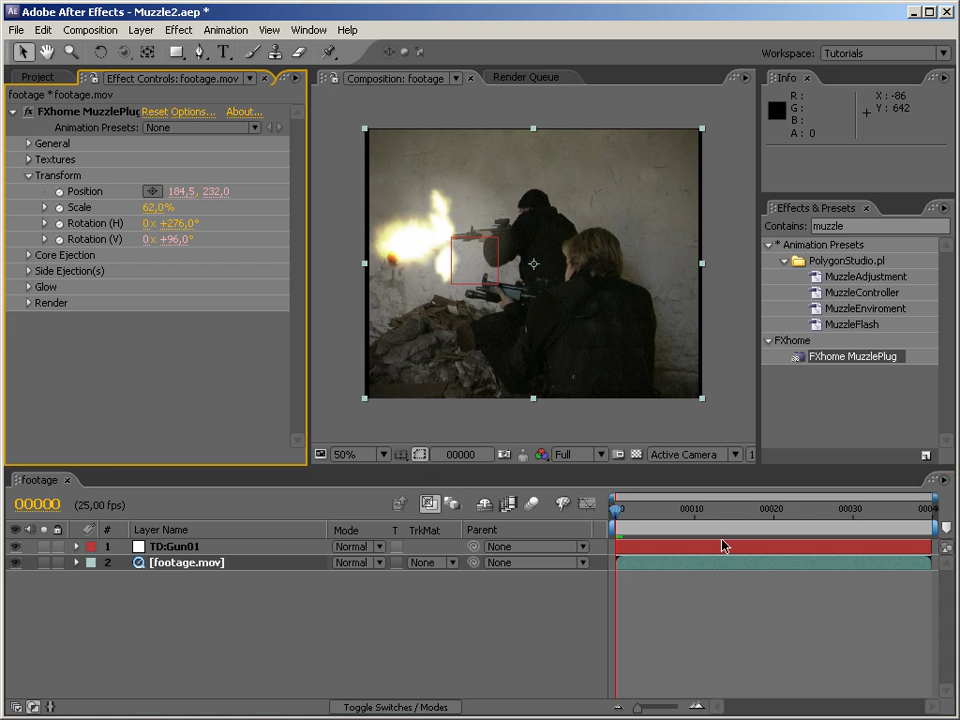 Adobe After Effects - Muzzle2.aep *
File Edit Composition Layer Effect Animation View Window Help
Workspace: Tutorials
Project Effect Controls: footage.mov
Composition: footage Render Queue
Info
footage * footage.mov
FXhome MuzzlePlug Reset Options... About...
Animation Presets: None
General
Textures
Transform
Position 184,5, 232,0
Scale 62,0%
Rotation (H) 0 x +276,0°
Rotation (V) 0 x +96,0°
Core Ejection
Side Ejection(s)
Glow
Render
R :
G :
B :
A : 0
X : -86
Y : 642
Effects & Presets
Contains: muzzle
* Animation Presets
PolygonStudio.pl
MuzzleAdjustment
MuzzleController
MuzzleEnviroment
MuzzleFlash
FXhome
FXhome MuzzlePlug
50% 00000 Full Active Camera 1
footage
00000 (25,00 fps)
00010 00020 00030
# Layer Name Mode T TrkMat Parent
1 TD:Gun01 Normal None
2 [footage.mov] Normal None None
Toggle Switches / Modes